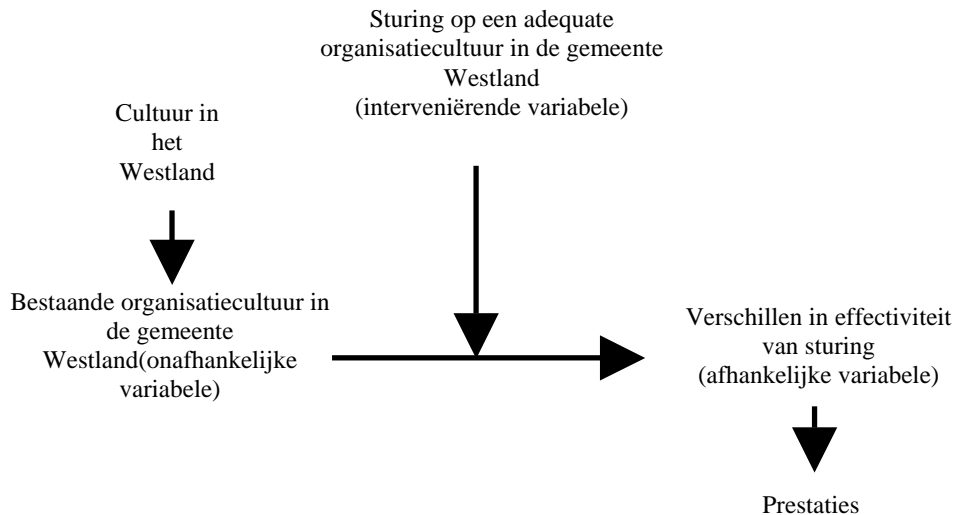 Sturing op een adequate
organisatiecultuur in de gemeente
Westland
(interveniërende variabele)
Cultuur in
het
Westland
Bestaande organisatiecultuur in
de gemeente
Westland(onafhankelijke
variabele)
Verschillen in effectiviteit
van sturing
(afhankelijke variabele)
Prestaties